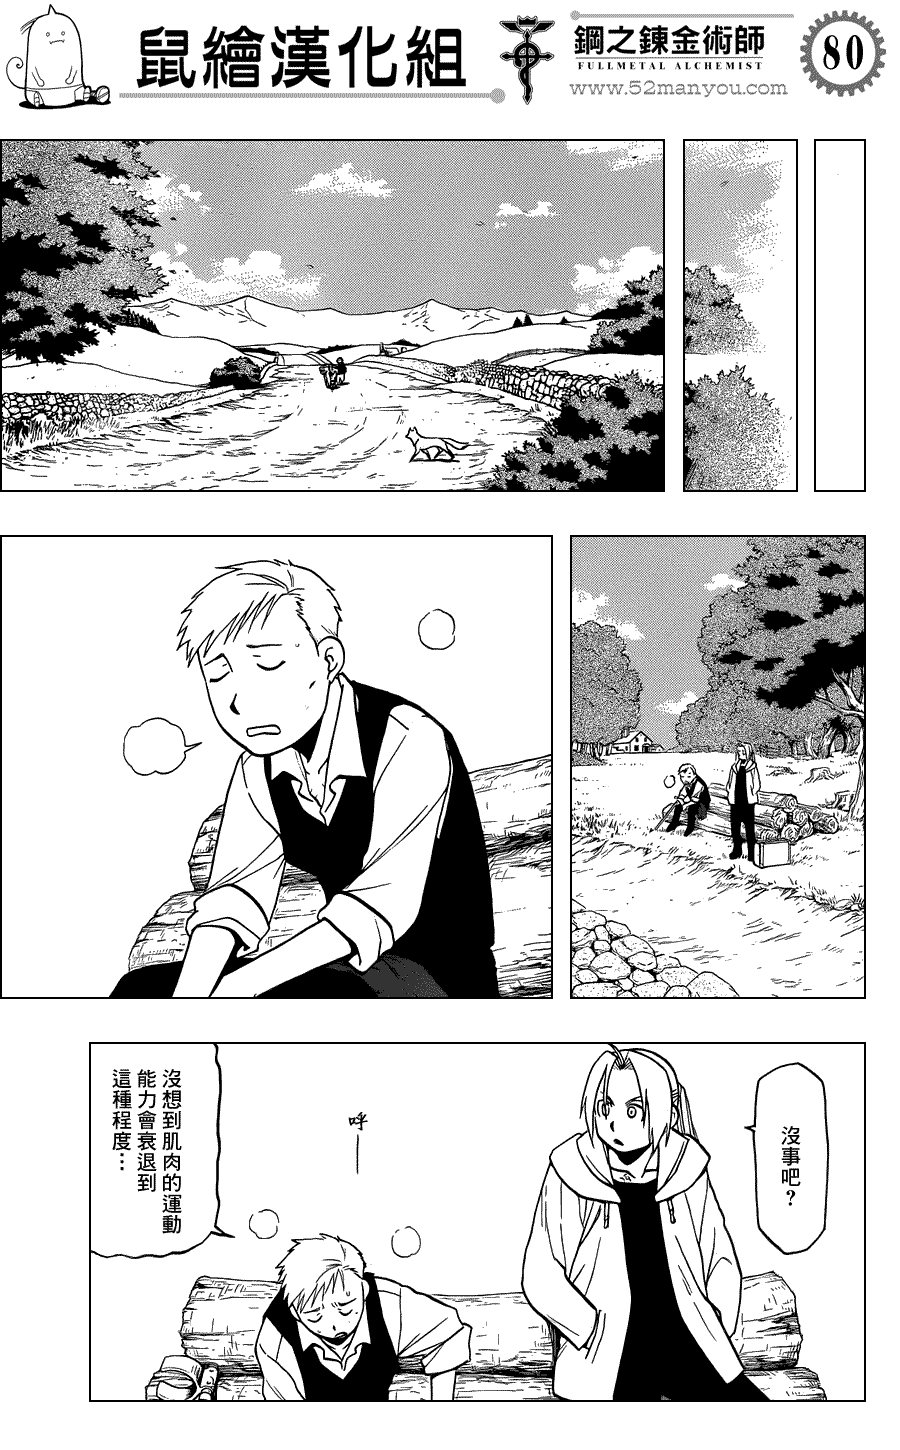 鼠繪漢化組
鋼之鍊金術師
FULLMETAL ALCHEMIST
www.52manyou.com
80
沒事吧?
呼——
沒想到肌肉的運動
能力會衰退到
這種程度…